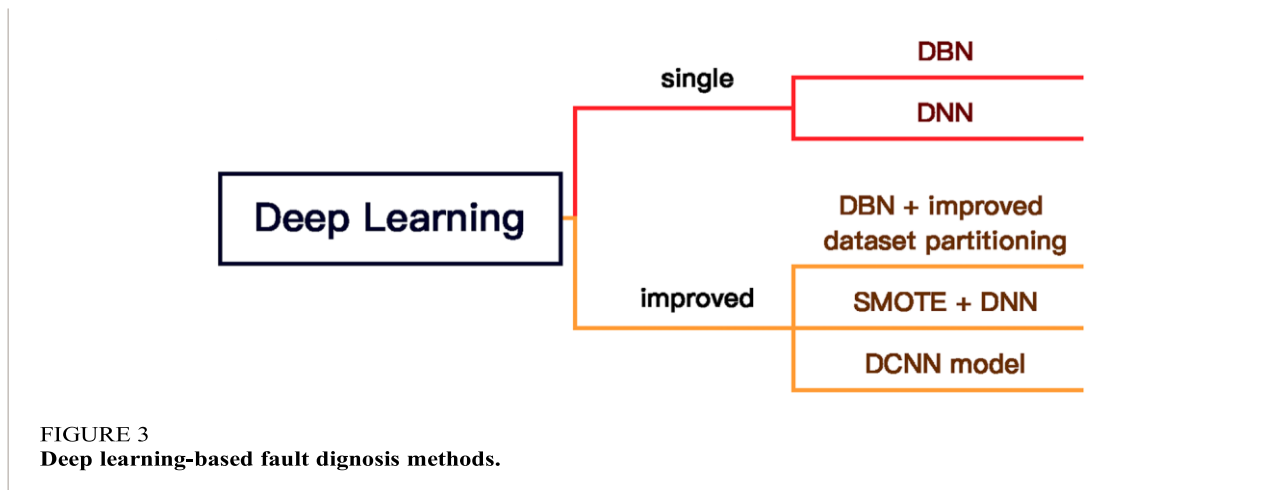 Deep Learning
single
DBN
DNN
improved
DBN + improved
dataset partitioning
SMOTE + DNN
DCNN model
FIGURE 3
Deep learning-based fault dignosis methods.